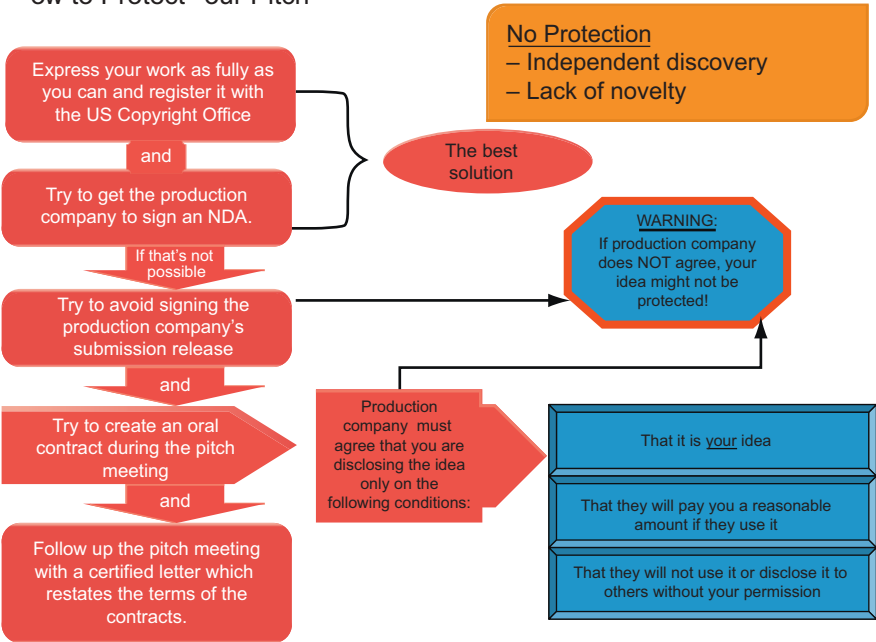 ow to Protect our Pitch
No Protection
– Independent discovery
– Lack of novelty
Express your work as fully as
you can and register it with
the US Copyright Office
and
Try to get the production
company to sign an NDA.
The best
solution
If that's not
possible
Try to avoid signing the
production company's
submission release
WARNING:
If production company
does NOT agree, your
idea might not be
protected!
and
Try to create an oral
contract during the pitch
meeting
Production
company must
agree that you are
disclosing the idea
only on the
following conditions:
That it is your idea
That they will pay you a reasonable
amount if they use it
That they will not use it or disclose it to
others without your permission
and
Follow up the pitch meeting
with a certified letter which
restates the terms of the
contracts.